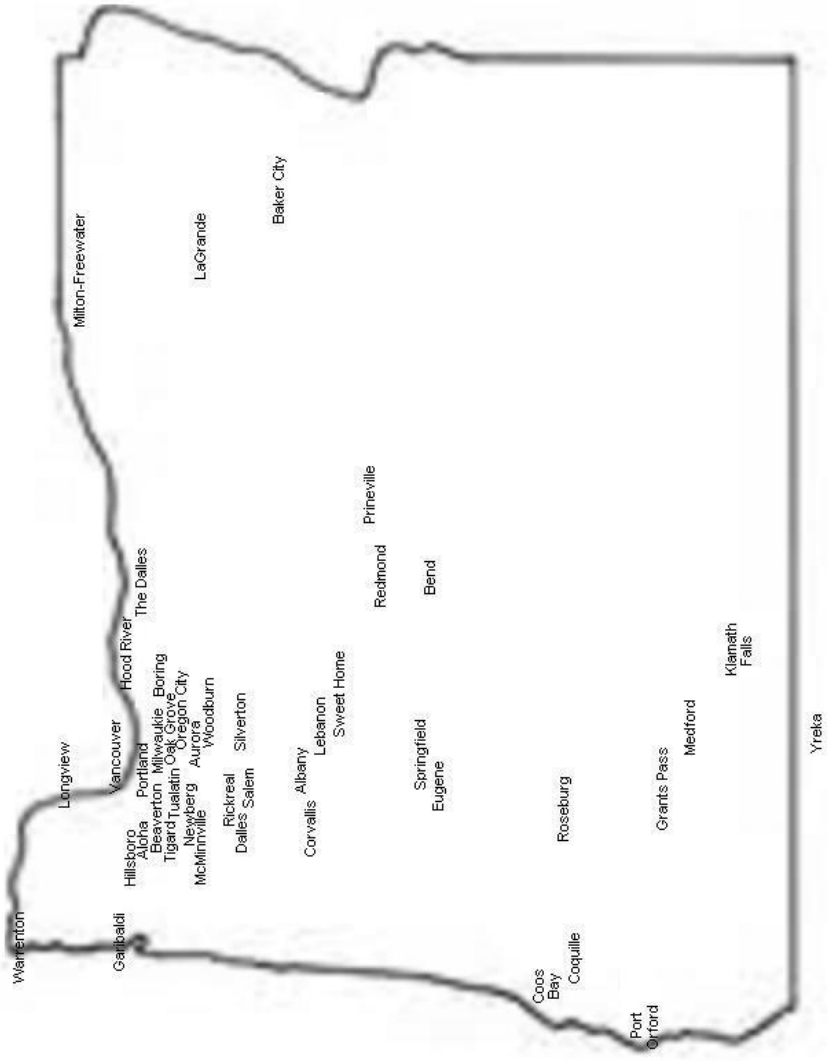 Warrenton
Longview
Vancouver
Garibaldi
Hood River
The Dalles
Milton-Freewater
Hillsboro
Portland
Aloha
Beaverton
Milwaukie
Boring
Tigard
Tualatin
Oak Grove
Oregon City
Newberg
Aurora
McMinnville
Woodburn
LaGrande
Rickreal
Silverton
Dalles
Salem
Baker City
Albany
Corvallis
Lebanon
Sweet Home
Prineville
Redmond
Bend
Springfield
Eugene
Coos
Bay
Coquille
Roseburg
Port
Orford
Grants Pass
Medford
Klamath
Falls
Yreka